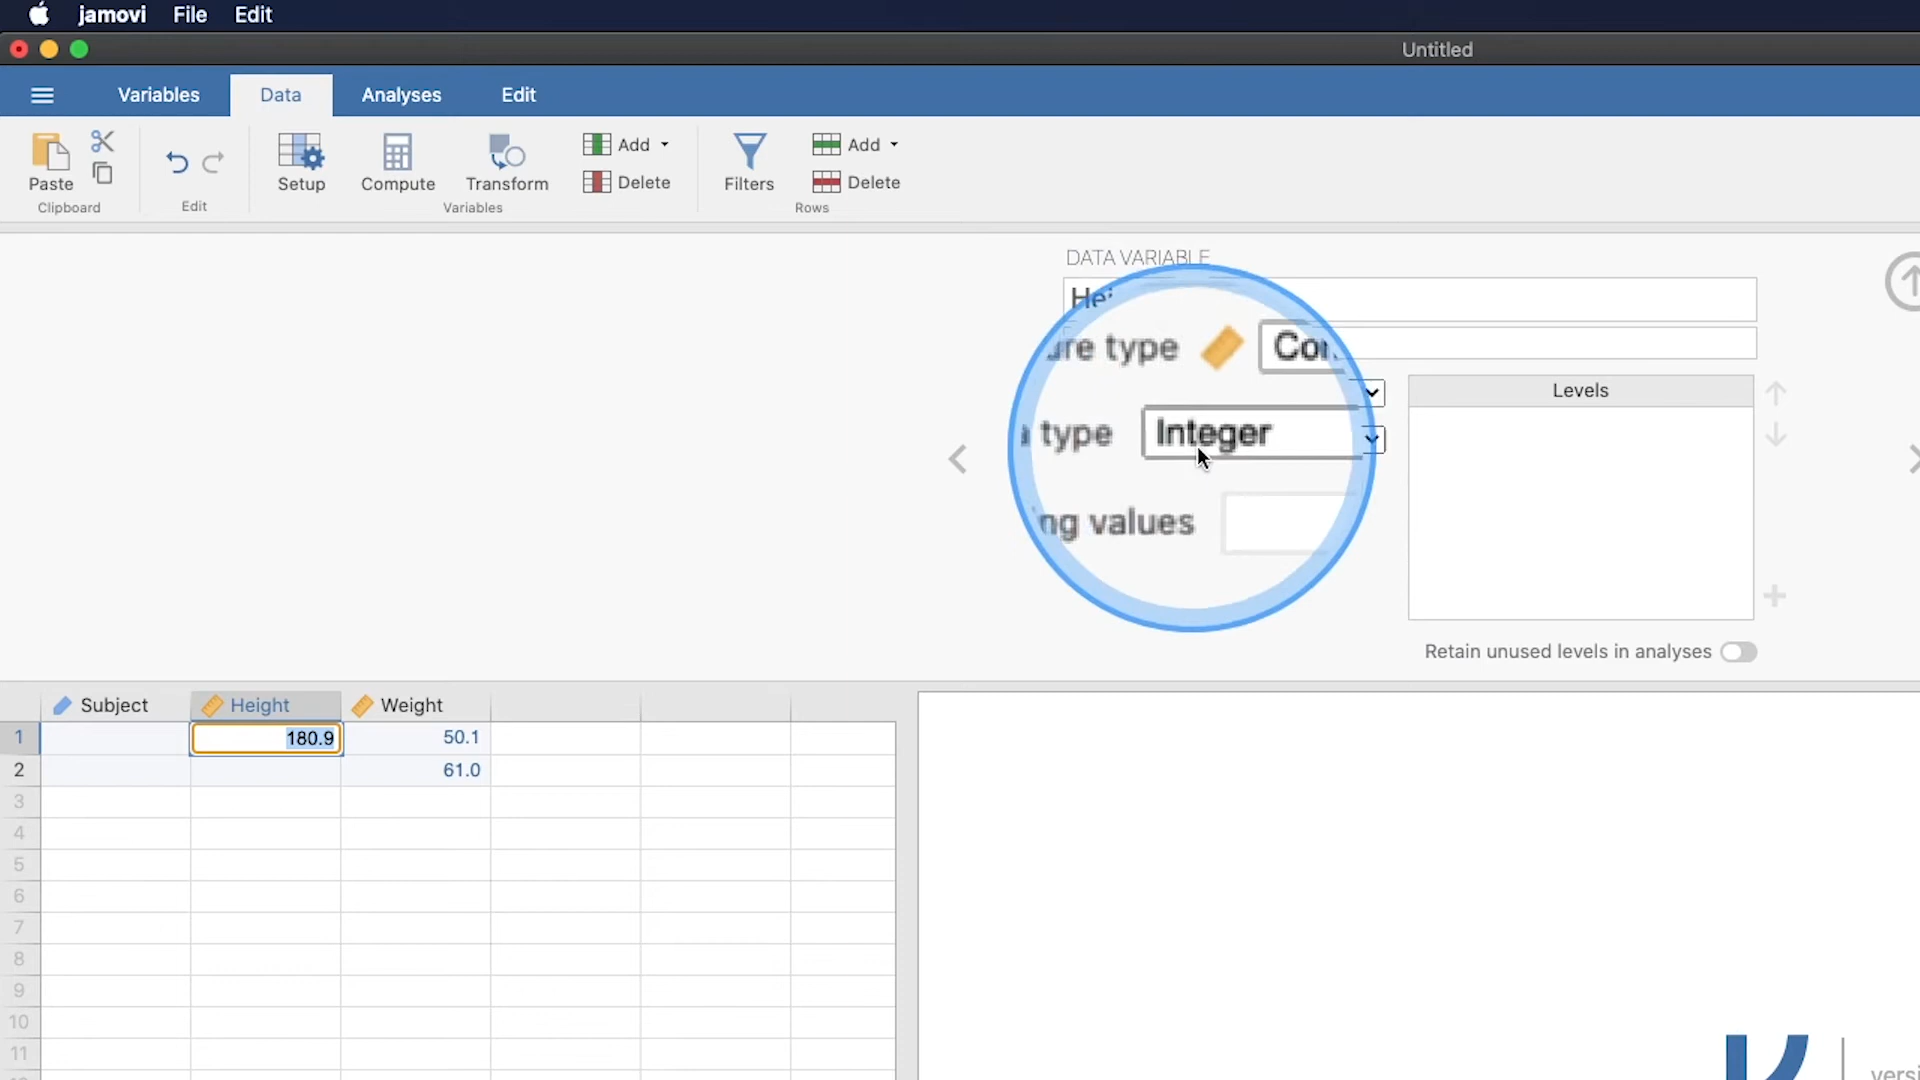 jamovi File Edit
Untitled
Variables Data Analyses Edit
Paste
Clipboard
Edit
Setup
Compute
Transform
Add
Delete
Variables
Filters
Add
Delete
Rows
DATA VARIABLE
type
Levels
type Integer
values
Retain unused levels in analyses
Subject Height Weight
1 180.9 50.1
2 61.0
3
4
5
6
7
8
9
10
11